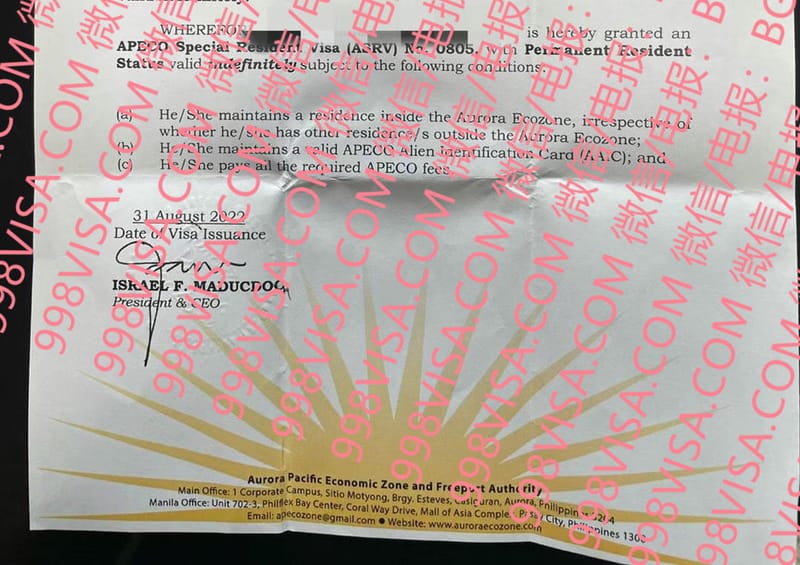 WHEREFOR is hereby granted an
APECO Special Resident Visa (ASRV) No. 0805, with Permanent Resident
Status valid indefinitely subject to the following conditions:
(a) He/She maintains a residence inside the Aurora Ecozone, irrespective of
whether he/she has other residence/s outside the Aurora Ecozone;
(b) He/She maintains a valid APECO Alien Identification Card (AAC); and
(c) He/She pays all the required APECO fees.
31 August 2022
Date of Visa Issuance
ISRAEL F. MADUCDOC
President & CEO
Aurora Pacific Economic Zone and Freeport Authority
Main Office: 1 Corporate Campus, Sitio Motyong, Brgy. Esteves, Casiguran, Aurora, Philippines 3204
Manila Office: Unit 702-3, Philflex Bay Center, Coral Way Drive, Mall of Asia Complex, Pasay City, Philippines 1300
Email: apecozone@gmail.com ● Website: www.auroraecozone.com
998VISA.COM 微信/电报：BG